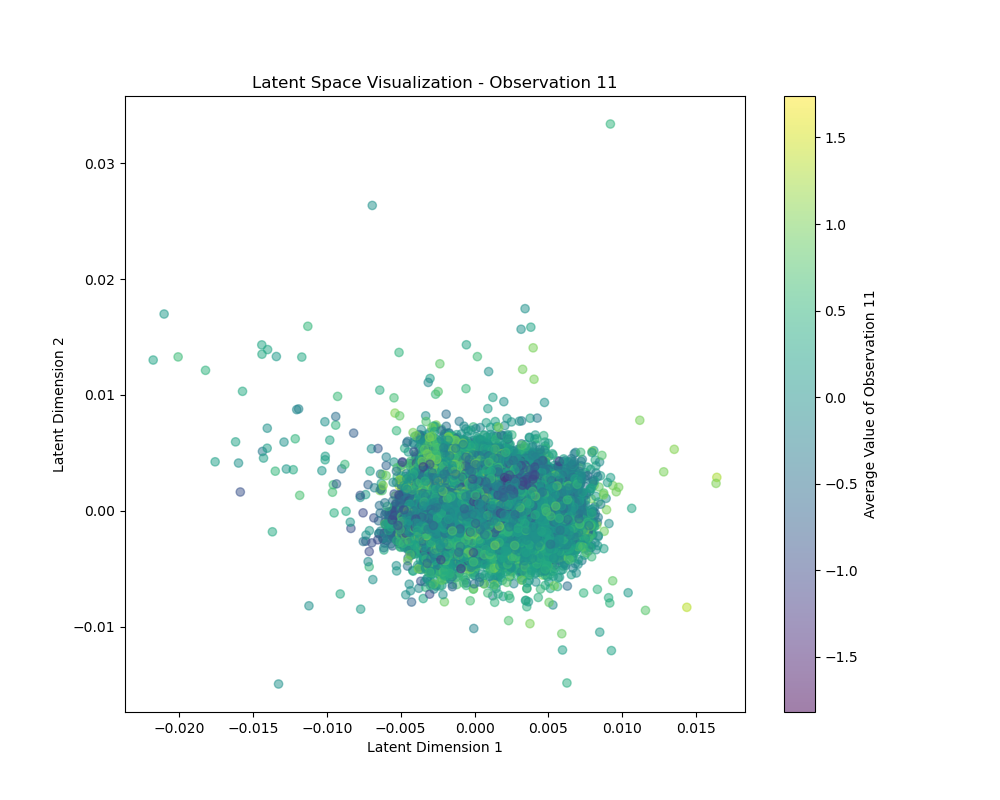 Latent Space Visualization - Observation 11
0.03
0.02
0.01
0.00
−0.01
Latent Dimension 2
−0.020 −0.015 −0.010 −0.005 0.000 0.005 0.010 0.015
Latent Dimension 1
1.5
1.0
0.5
0.0
−0.5
−1.0
−1.5
Average Value of Observation 11